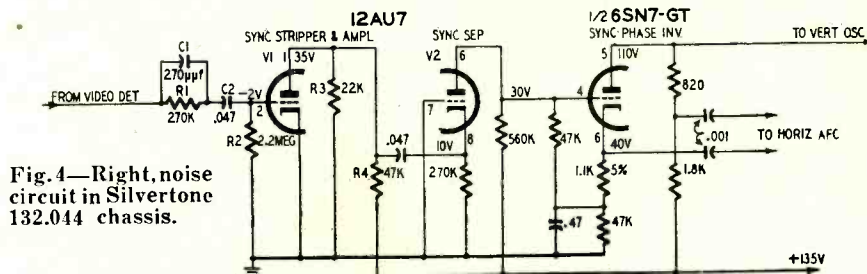 12AU7
1/2 6SN7-GT
SYNC STRIPPER & AMPL
SYNC SEP
SYNC PHASE INV.
TO VERT OSC
C1
270µµf
V1
1
35V
V2
6
5
110V
R1
270K
C2
.047
-2V
2
FROM VIDEO DET
R3
22K
7
30V
4
820
R2
2.2MEG
.047
10V
8
560K
47K
6
40V
.001
TO HORIZ AFC
R4
47K
270K
1.1K
5%
1.8K
.47
47K
+135V
Fig. 4—Right, noise
circuit in Silvertone
132.044 chassis.